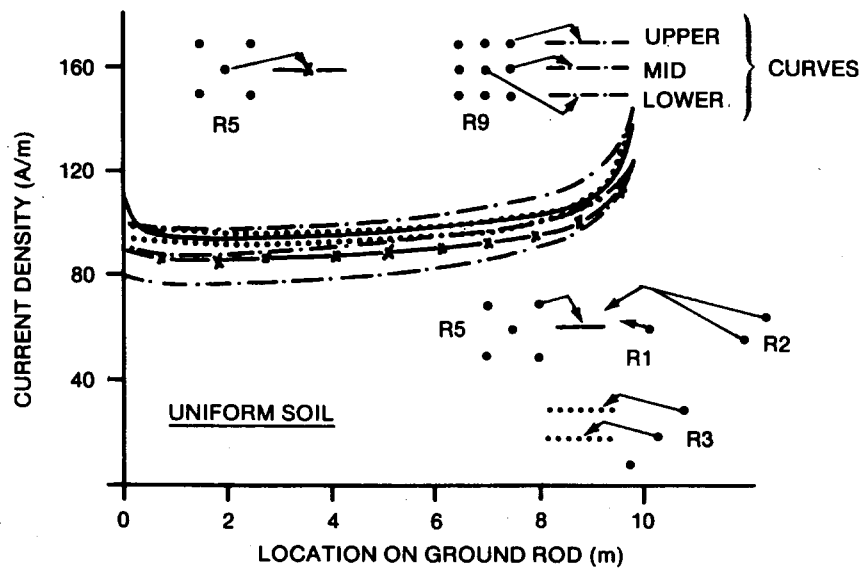 UPPER
160
MID
CURVES
LOWER
R5
R9
120
80
R5
R1
R2
40
UNIFORM SOIL
R3
0
2
4
6
8
10
CURRENT DENSITY (A/m)
LOCATION ON GROUND ROD (m)